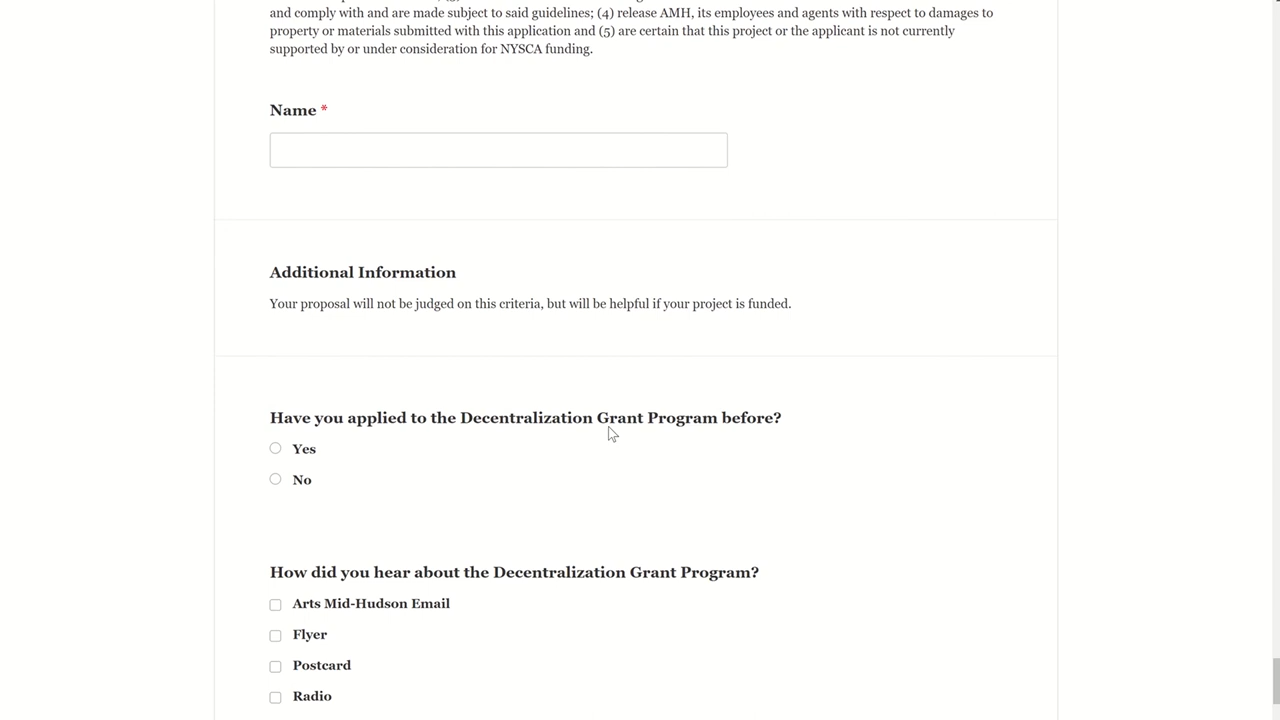 and comply with and are made subject to said guidelines; (4) release AMH, its employees and agents with respect to damages to
property or materials submitted with this application and (5) are certain that this project or the applicant is not currently
supported by or under consideration for NYSCA funding.
Name *
Additional Information
Your proposal will not be judged on this criteria, but will be helpful if your project is funded.
Have you applied to the Decentralization Grant Program before?
Yes
No
How did you hear about the Decentralization Grant Program?
Arts Mid-Hudson Email
Flyer
Postcard
Radio